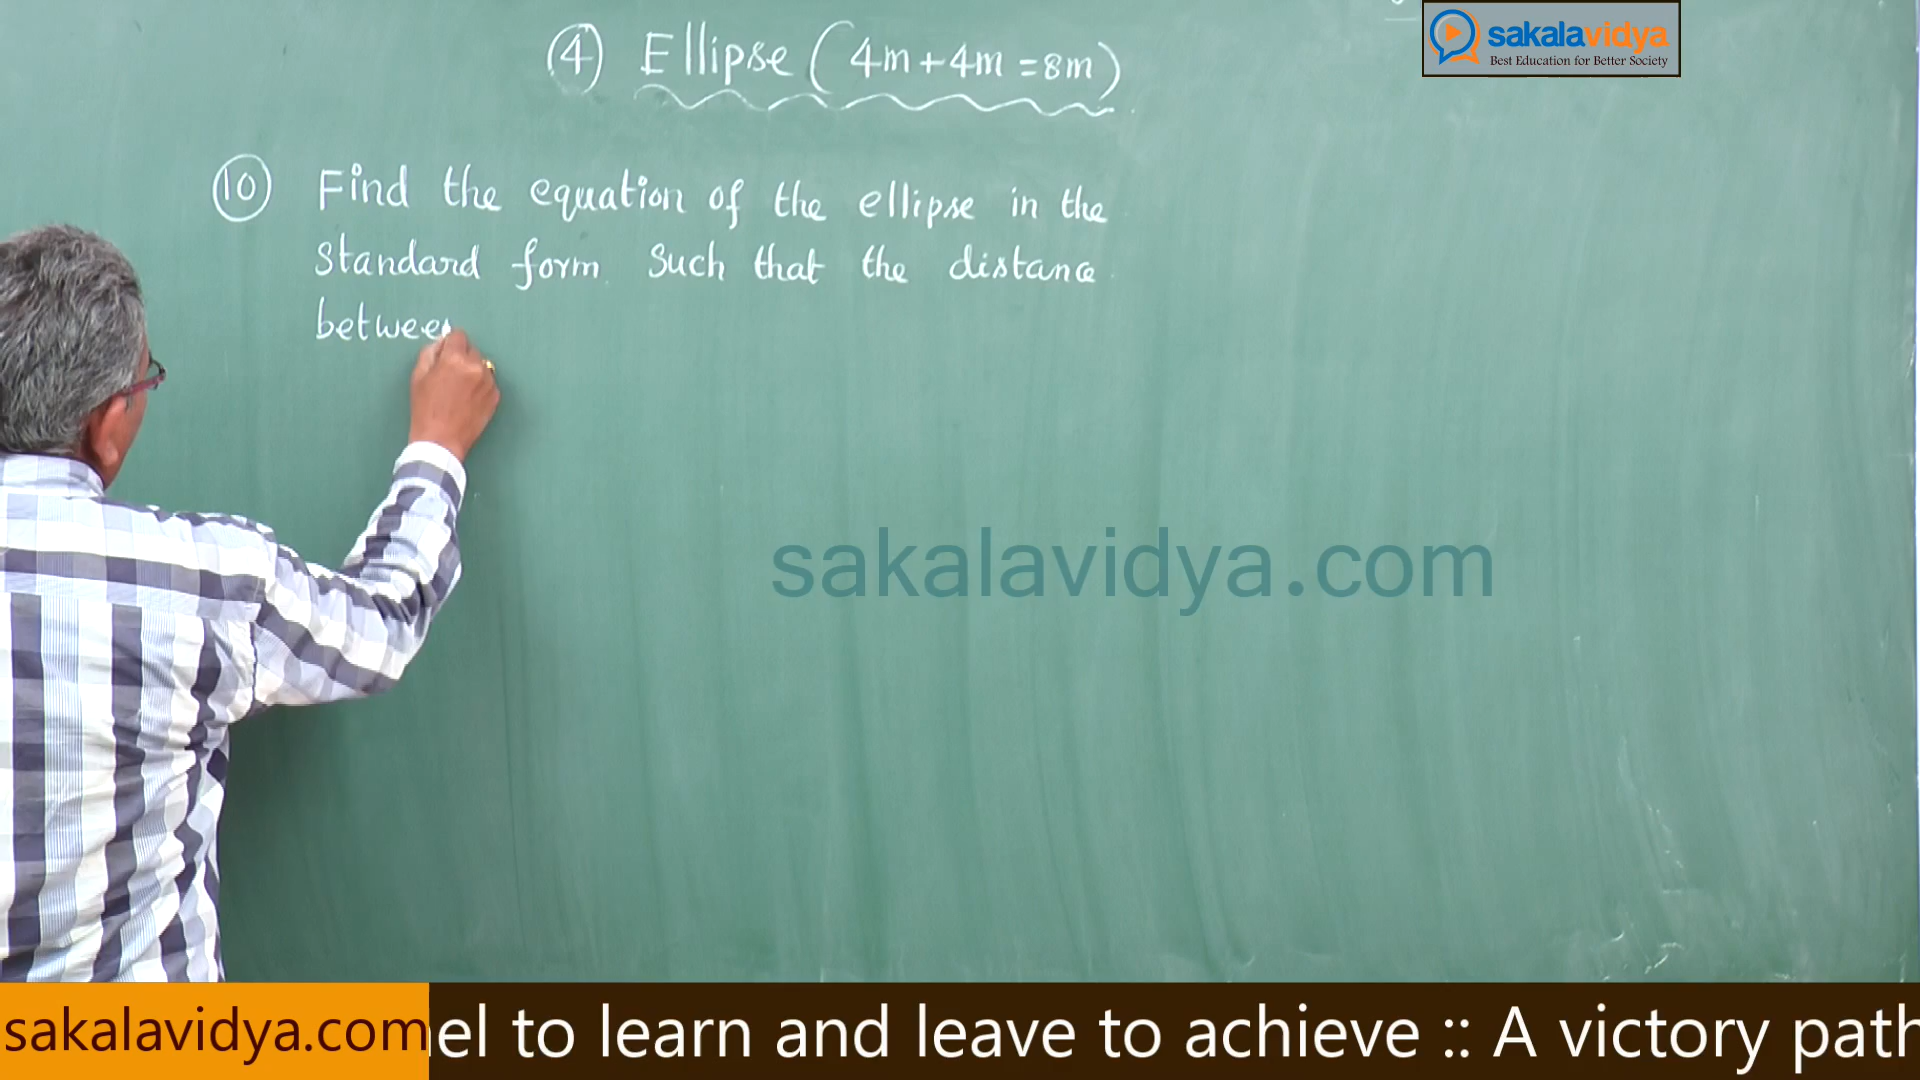 ④ Ellipse (4m+4m=8m)
sakalavidya
Best Education for Better Society
⑩ Find the equation of the ellipse in the
standard form such that the distance
betwee
sakalavidya.com
sakalavidya.com
el to learn and leave to achieve :: A victory path